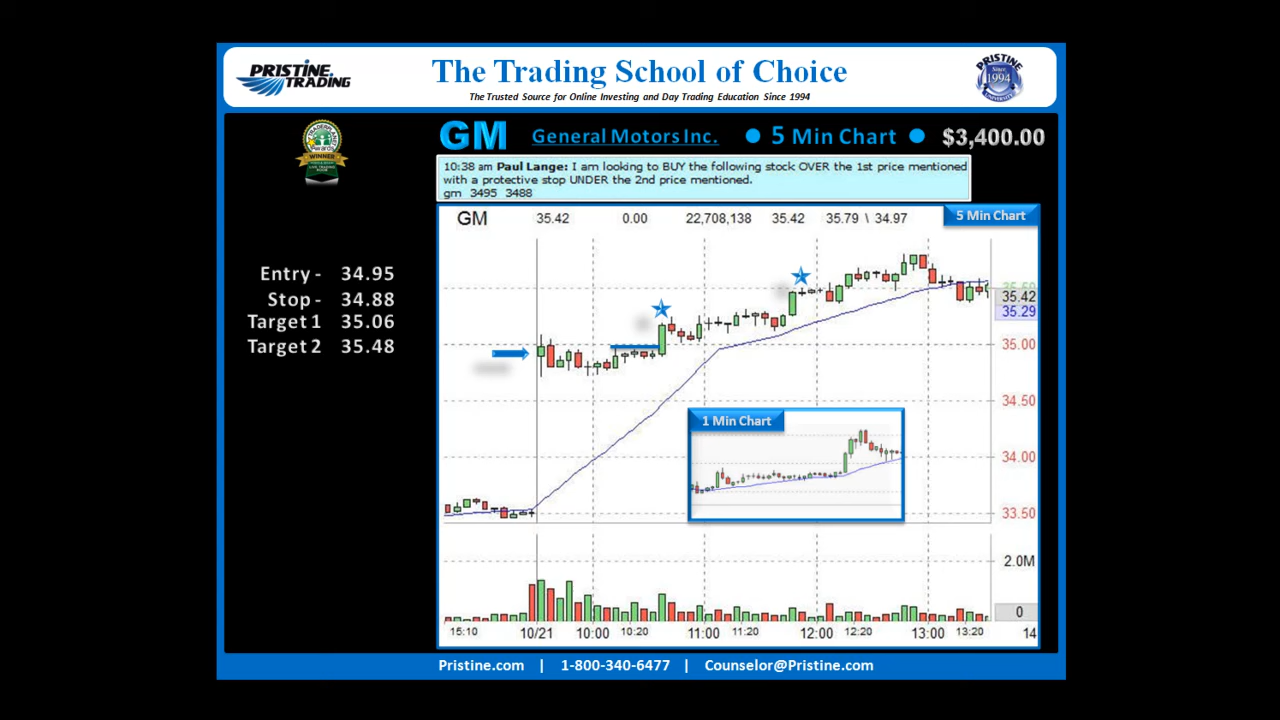 PRISTINE
TRADING
The Trading School of Choice
The Trusted Source for Online Investing and Day Trading Education Since 1994
PRISTINE
Since
1994
UNIVERSITY
WINNER
GM General Motors Inc. ● 5 Min Chart ● $3,400.00
10:38 am Paul Lange: I am looking to BUY the following stock OVER the 1st price mentioned
with a protective stop UNDER the 2nd price mentioned.
gm 3495 3488
GM 35.42 0.00 22,708,138 35.42 35.79 \ 34.97
5 Min Chart
Entry - 34.95
Stop - 34.88
Target 1 35.06
Target 2 35.48
35.50
35.42
35.29
35.00
34.50
34.00
33.50
1 Min Chart
2.0M
0
15:10 10/21 10:00 10:20 11:00 11:20 12:00 12:20 13:00 13:20 14
Pristine.com | 1-800-340-6477 | Counselor@Pristine.com